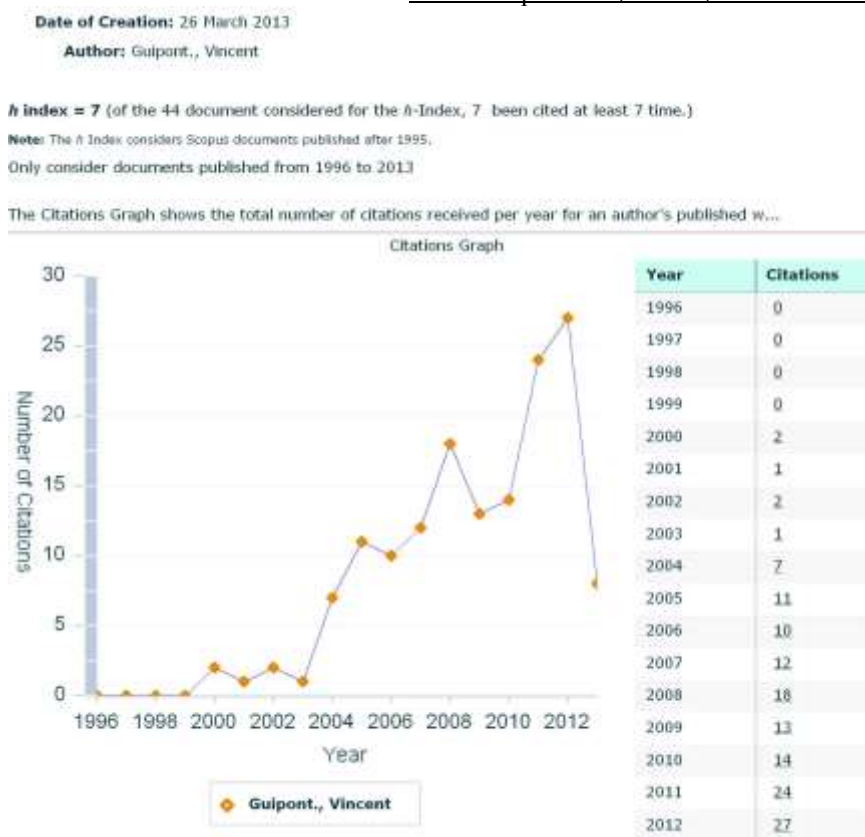 Date of Creation: 26 March 2013
Author: Guipont., Vincent
h index = 7 (of the 44 document considered for the h-Index, 7 been cited at least 7 time.)
Note: The h Index considers Scopus documents published after 1995.
Only consider documents published from 1996 to 2013
The Citations Graph shows the total number of citations received per year for an author's published w...
Citations Graph
30
25
20
15
10
5
0
Number of Citations
1996 1998 2000 2002 2004 2006 2008 2010 2012
Year
Guipont., Vincent
Year Citations
1996 0
1997 0
1998 0
1999 0
2000 2
2001 1
2002 2
2003 1
2004 7
2005 11
2006 10
2007 12
2008 18
2009 13
2010 14
2011 24
2012 27